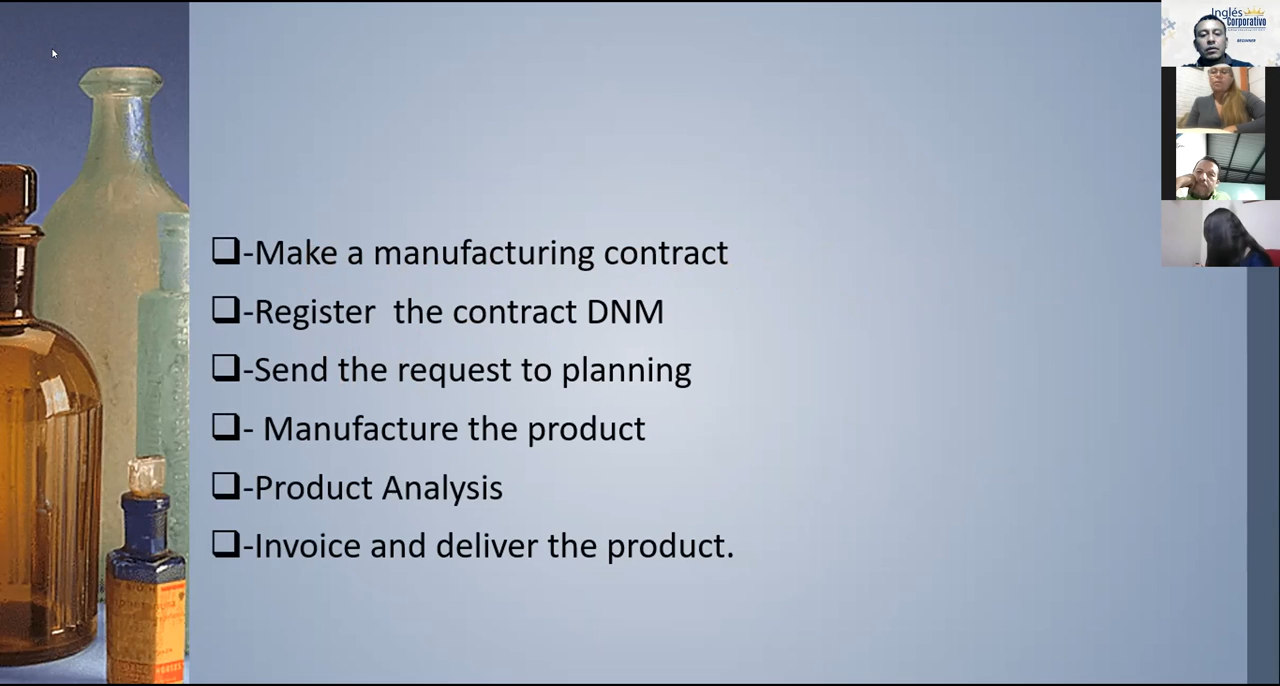 ❑-Make a manufacturing contract
❑-Register  the contract DNM
❑-Send the request to planning
❑- Manufacture the product
❑-Product Analysis
❑-Invoice and deliver the product.
Inglés
Corporativo
BEGINNER